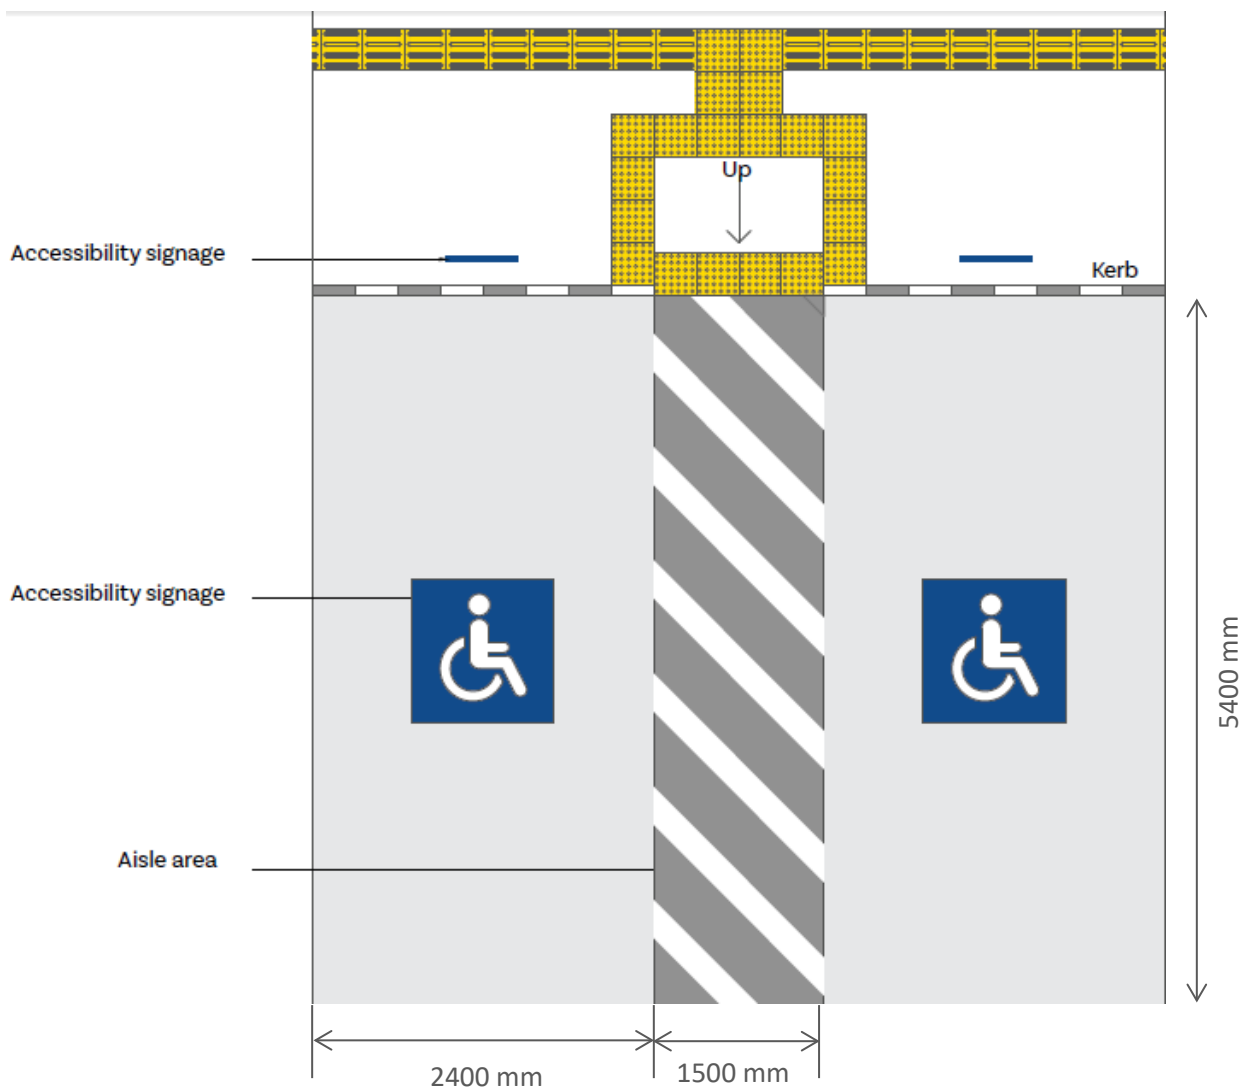 Up
Accessibility signage
Kerb
Accessibility signage
5400 mm
Aisle area
2400 mm
1500 mm